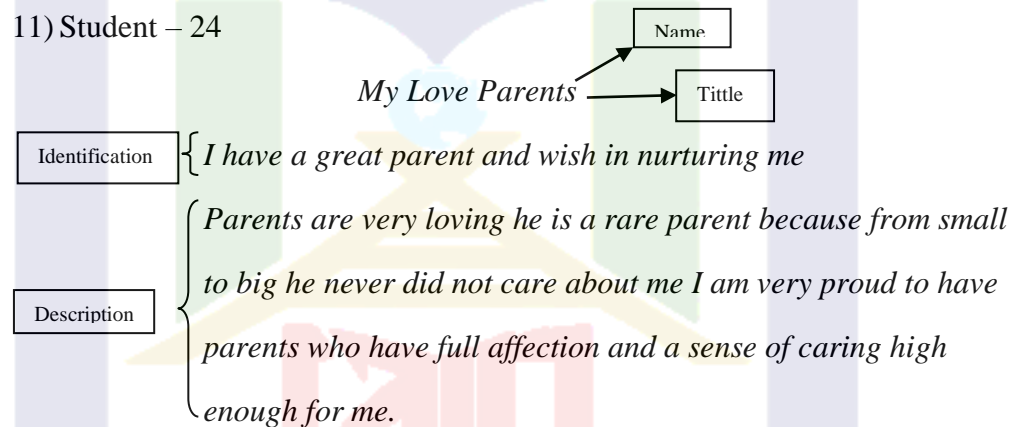 11) Student – 24
Name
My Love Parents
Tittle
Identification
I have a great parent and wish in nurturing me
Parents are very loving he is a rare parent because from small
to big he never did not care about me I am very proud to have
Description
parents who have full affection and a sense of caring high
enough for me.